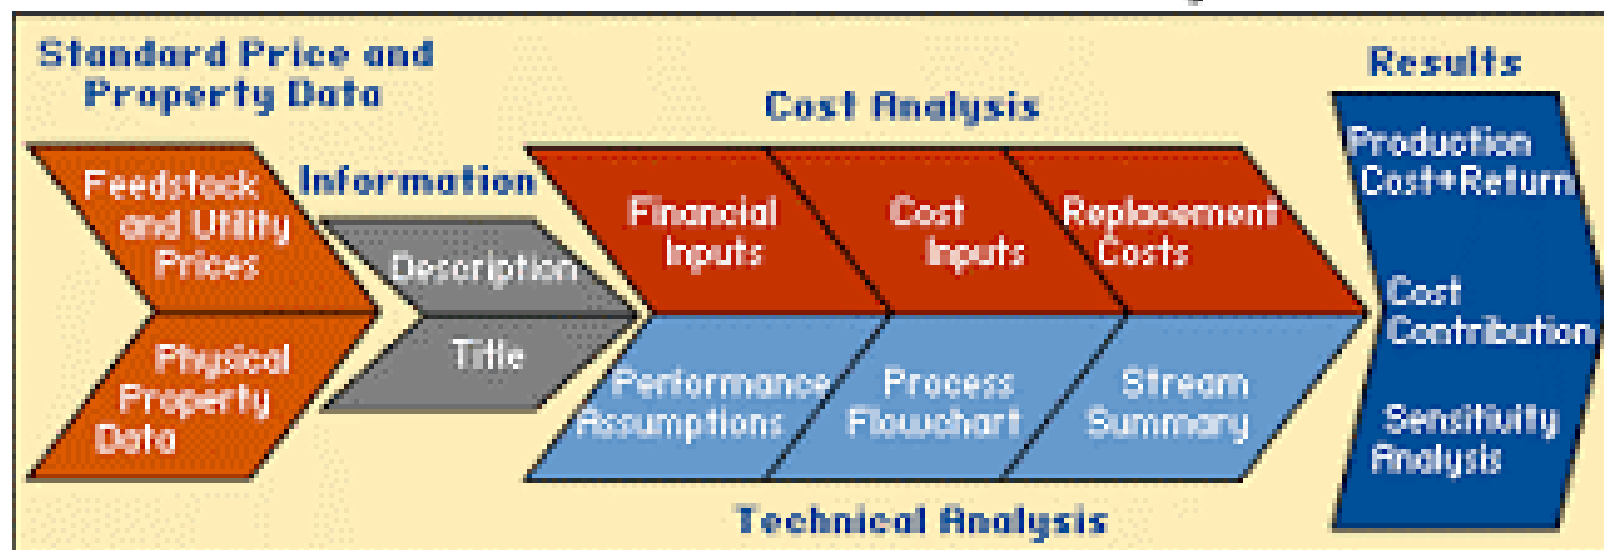 Standard Price and
Property Data
Feedstock
and Utility
Prices
Physical
Property
Data
Information
Description
Title
Cost Analysis
Financial
Inputs
Cost
Inputs
Replacement
Costs
Performance
Assumptions
Process
Flowchart
Stream
Summary
Technical Analysis
Results
Production
Cost+Return
Cost
Contribution
Sensitivity
Analysis